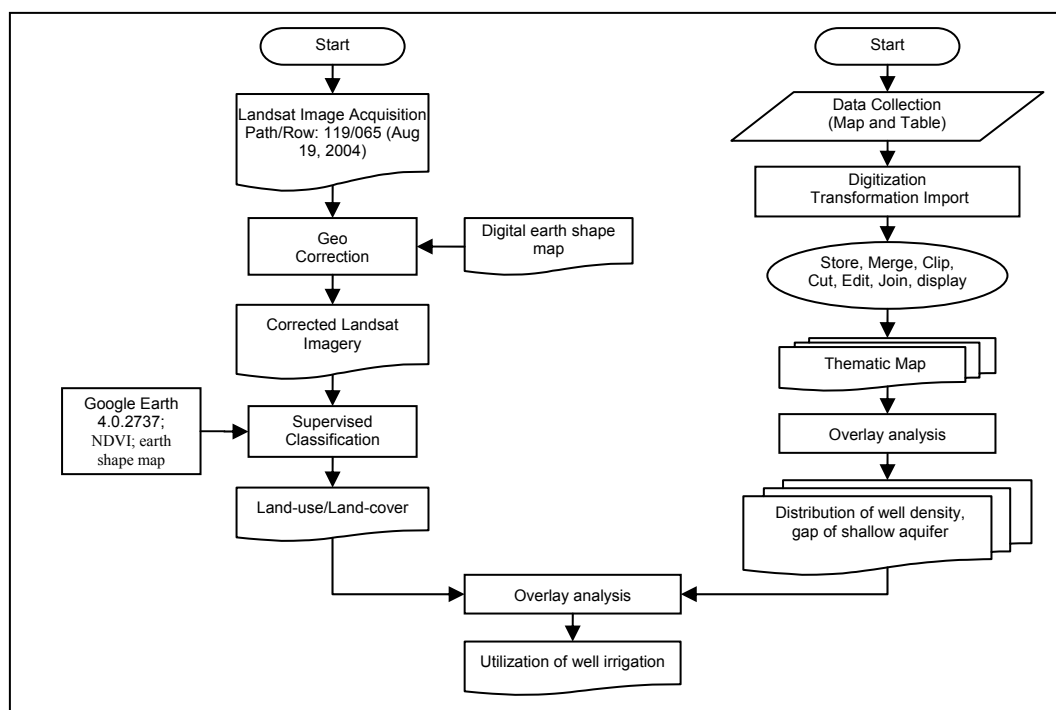 Start
Landsat Image Acquisition
Path/Row: 119/065 (Aug
19, 2004)
Geo
Correction
Digital earth shape
map
Corrected Landsat
Imagery
Google Earth
4.0.2737;
NDVI; earth
shape map
Supervised
Classification
Land-use/Land-cover
Start
Data Collection
(Map and Table)
Digitization
Transformation Import
Store, Merge, Clip,
Cut, Edit, Join, display
Thematic Map
Overlay analysis
Distribution of well density,
gap of shallow aquifer
Overlay analysis
Utilization of well irrigation